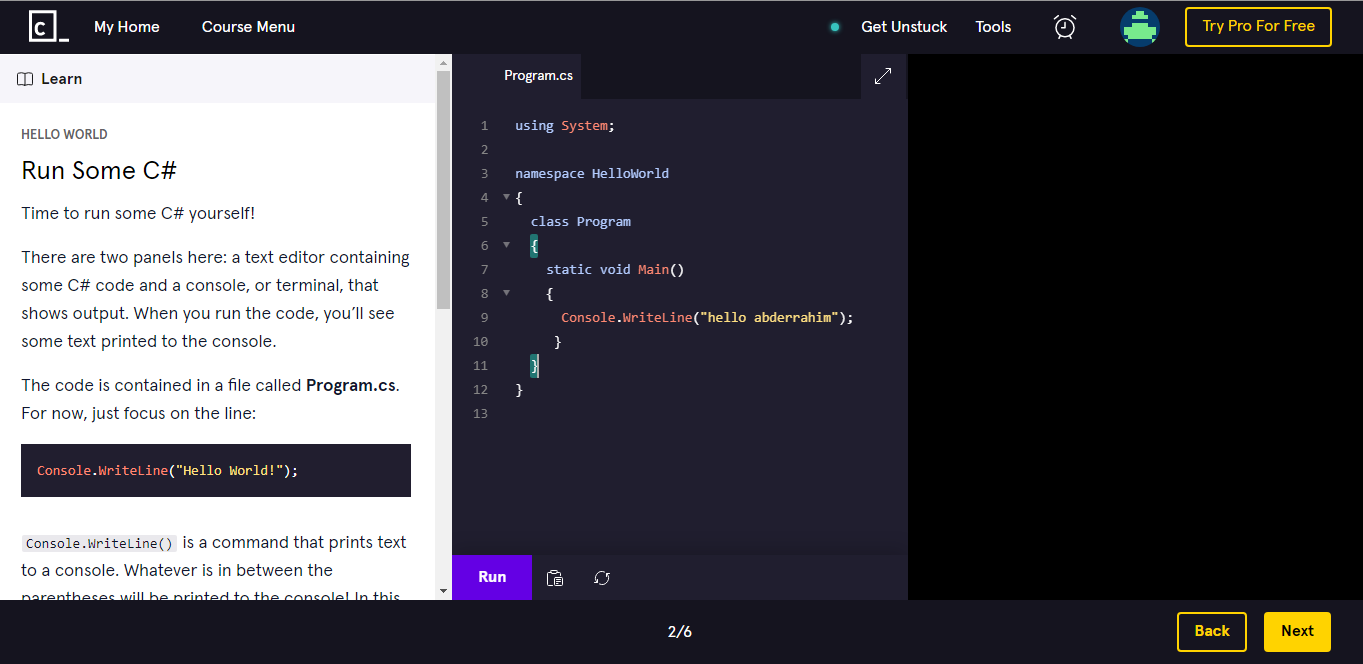 C_ My Home Course Menu Get Unstuck Tools Try Pro For Free
Learn
HELLO WORLD
Run Some C#
Time to run some C# yourself!
There are two panels here: a text editor containing
some C# code and a console, or terminal, that
shows output. When you run the code, you’ll see
some text printed to the console.
The code is contained in a file called Program.cs.
For now, just focus on the line:
Console.WriteLine("Hello World!");
Console.WriteLine() is a command that prints text
to a console. Whatever is in between the
parentheses will be printed to the console! In this
Program.cs
1 using System;
2
3 namespace HelloWorld
4 {
5 class Program
6 {
7 static void Main()
8 {
9 Console.WriteLine("hello abderrahim");
10 }
11 }
12 }
13
Run
2/6
Back Next